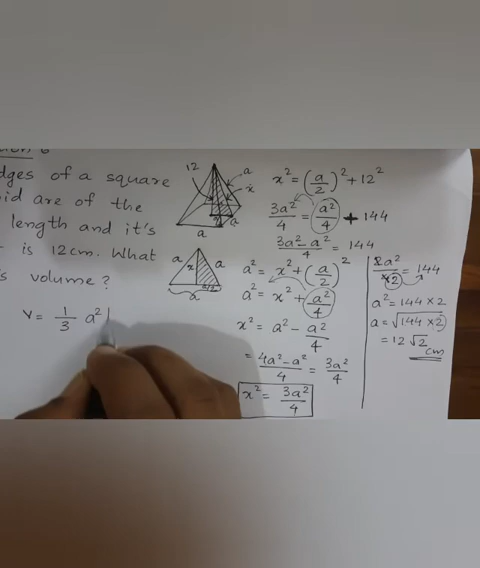 dges of a square
id are of the
length and it's
is 12cm. What
s volume ?
V = 1/3 a²
12
a
x
a
a
a
x
a
a
a/2
x² = (a/2)² + 12²
3a²/4 = a²/4 + 144
3a² - a²/4 = 144
a² = x² + (a/2)²
a² = x² + a²/4
x² = a² - a²/4
= 4a² - a²/4 = 3a²/4
x² = 3a²/4
2a²/4 2 = 144
a² = 144 × 2
a = √(144 × 2)
= 12√2 cm